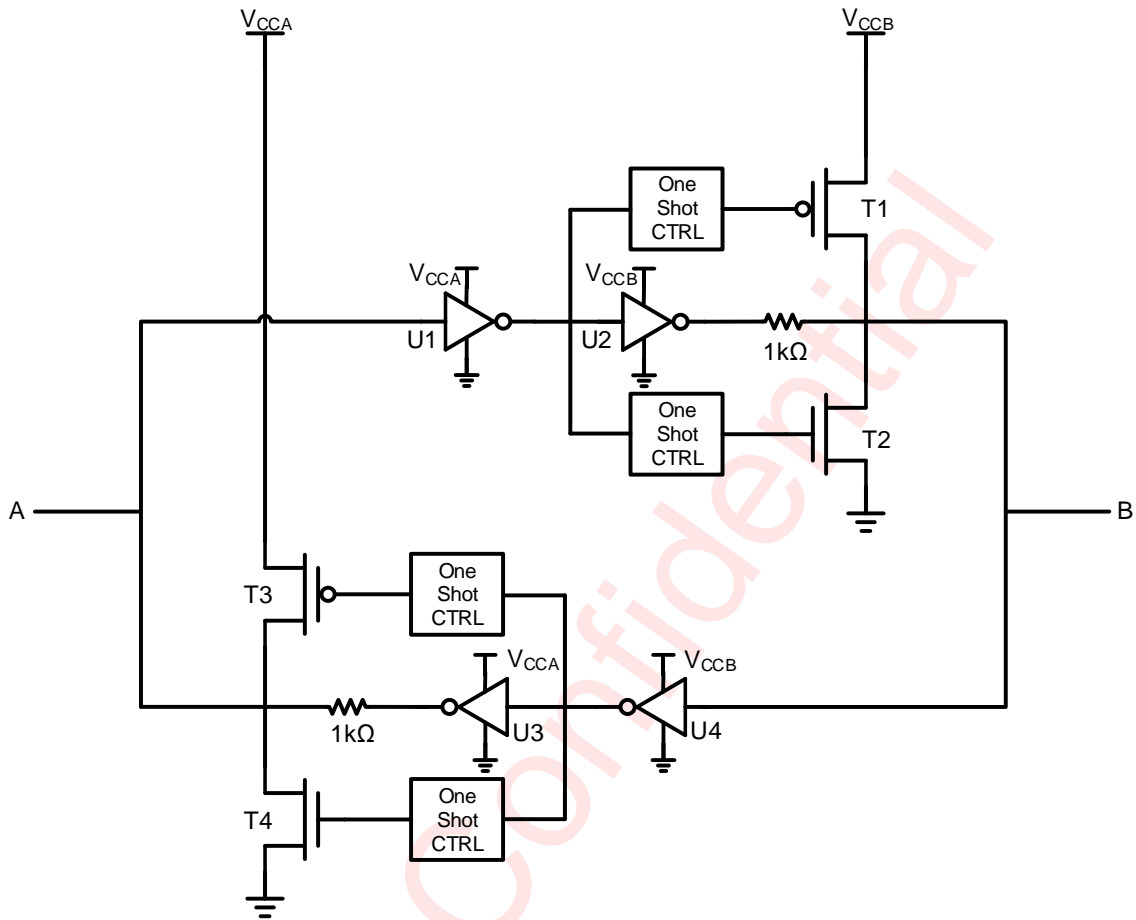 VCCA
VCCB
One
Shot
CTRL
T1
VCCA
VCCB
U1
U2
1kΩ
One
Shot
CTRL
T2
A
B
T3
One
Shot
CTRL
VCCA
VCCB
1kΩ
U3
U4
T4
One
Shot
CTRL
Confidential